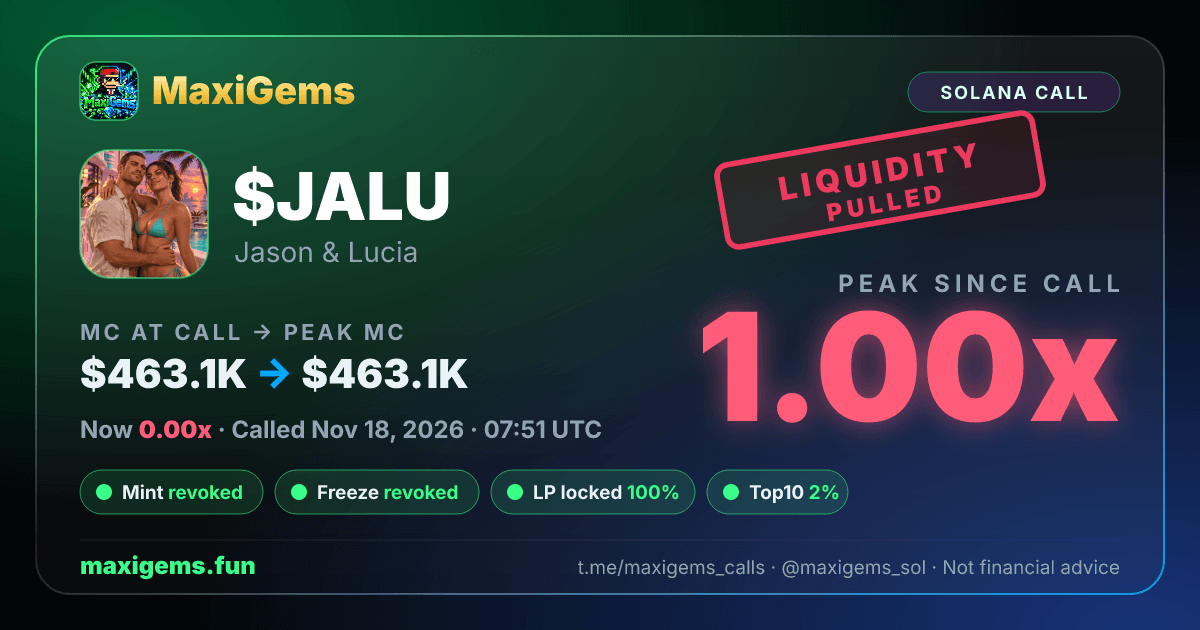 MaxiGems
MaxiGems
SOLANA CALL
LIQUIDITY
PULLED
$JALU
Jason & Lucia
PEAK SINCE CALL
1.00x
MC AT CALL → PEAK MC
$463.1K → $463.1K
Now 0.00x · Called Nov 18, 2026 · 07:51 UTC
Mint revoked
Freeze revoked
LP locked 100%
Top10 2%
maxigems.fun
t.me/maxigems_calls · @maxigems_sol · Not financial advice